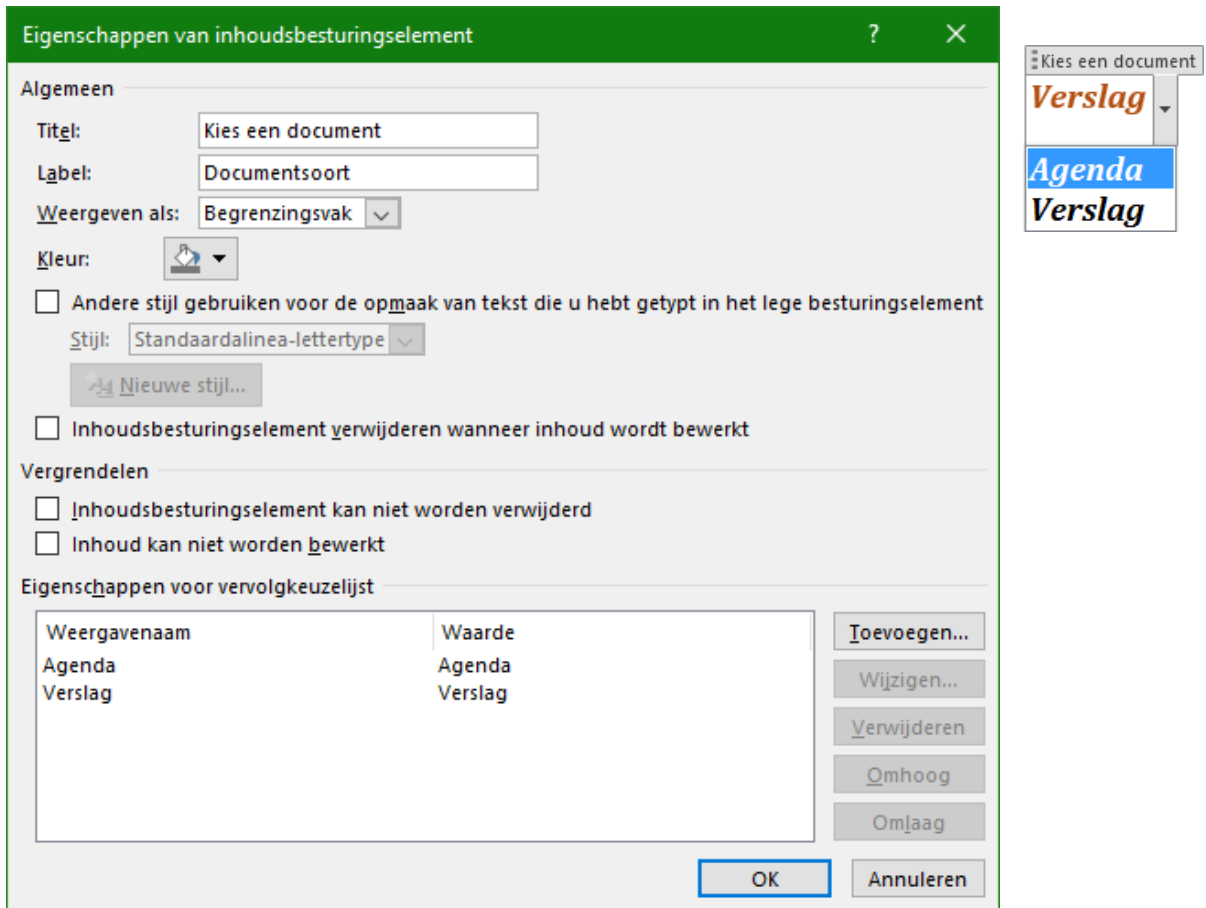 Eigenschappen van inhoudsbesturingselement ?
Algemeen
Titel: Kies een document
Label: Documentsoort
Weergeven als: Begrenzingsvak
Kleur:
Andere stijl gebruiken voor de opmaak van tekst die u hebt getypt in het lege besturingselement
Stijl: Standaardalinea-lettertype
Nieuwe stijl...
Inhoudsbesturingselement verwijderen wanneer inhoud wordt bewerkt
Vergrendelen
Inhoudsbesturingselement kan niet worden verwijderd
Inhoud kan niet worden bewerkt
Eigenschappen voor vervolgkeuzelijst
Weergavenaam Waarde
Agenda Agenda
Verslag Verslag
Toevoegen...
Wijzigen...
Verwijderen
Omhoog
Omlaag
OK Annuleren
Kies een document
Verslag
Agenda
Verslag